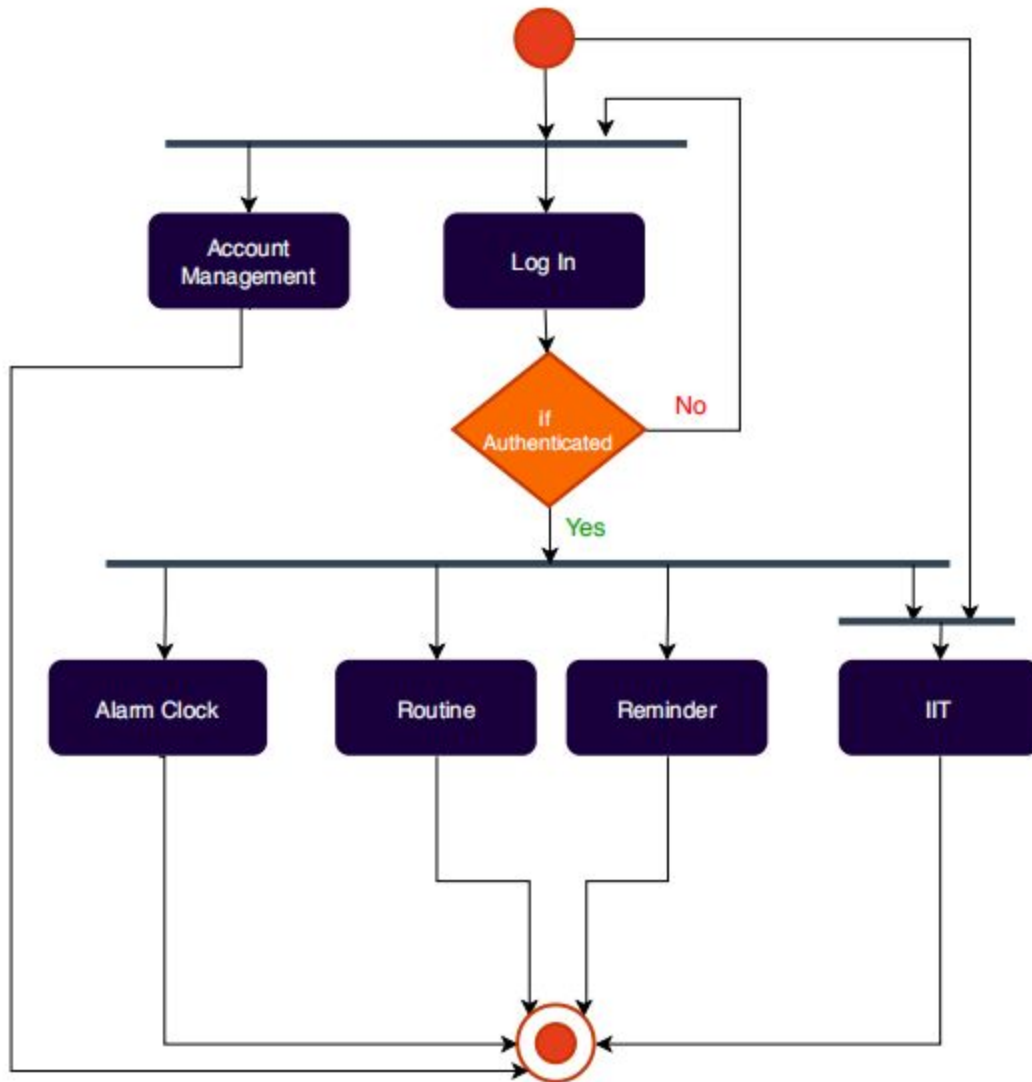 Account
Management
Log In
if
Authenticated
No
Yes
Alarm Clock
Routine
Reminder
IIT